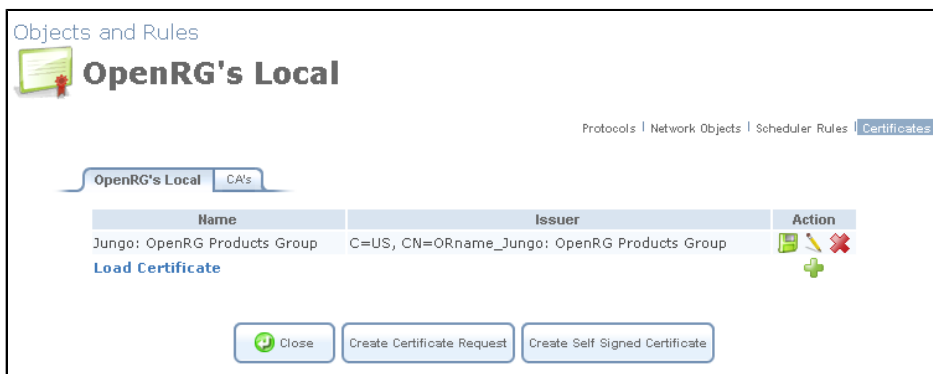 Objects and Rules
OpenRG's Local
Protocols | Network Objects | Scheduler Rules | Certificates
OpenRG's Local CA's
Name Issuer Action
Jungo: OpenRG Products Group C=US, CN=ORname_Jungo: OpenRG Products Group
Load Certificate
Close Create Certificate Request Create Self Signed Certificate